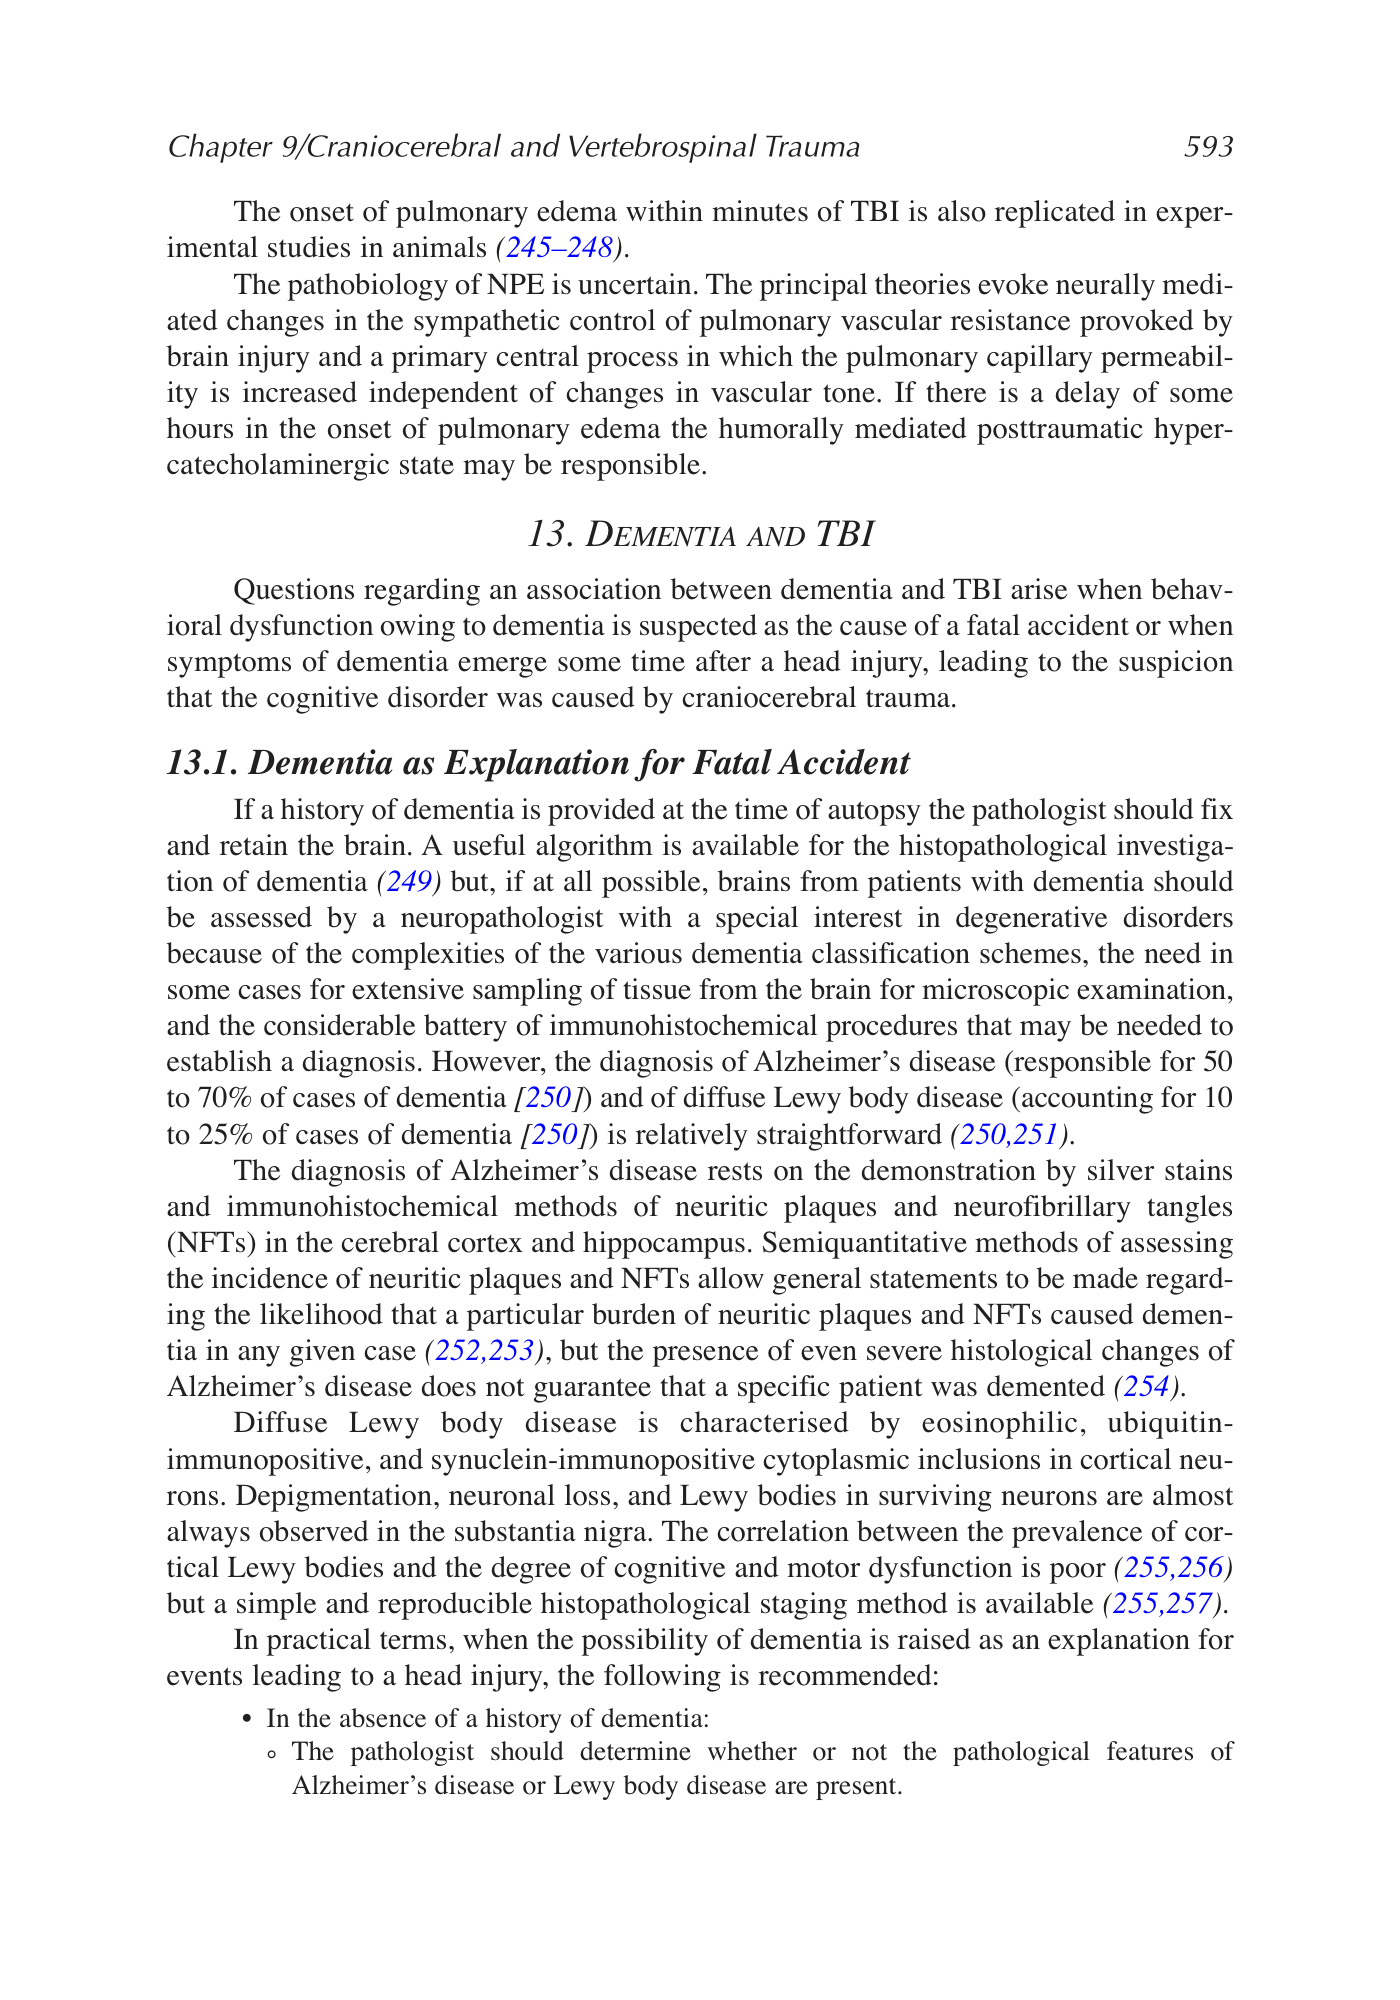 Chapter 9/Craniocerebral and Vertebrospinal Trauma 593
The onset of pulmonary edema within minutes of TBI is also replicated in exper-
imental studies in animals (245–248).
The pathobiology of NPE is uncertain. The principal theories evoke neurally medi-
ated changes in the sympathetic control of pulmonary vascular resistance provoked by
brain injury and a primary central process in which the pulmonary capillary permeabil-
ity is increased independent of changes in vascular tone. If there is a delay of some
hours in the onset of pulmonary edema the humorally mediated posttraumatic hyper-
catecholaminergic state may be responsible.
13. DEMENTIA AND TBI
Questions regarding an association between dementia and TBI arise when behav-
ioral dysfunction owing to dementia is suspected as the cause of a fatal accident or when
symptoms of dementia emerge some time after a head injury, leading to the suspicion
that the cognitive disorder was caused by craniocerebral trauma.
13.1. Dementia as Explanation for Fatal Accident
If a history of dementia is provided at the time of autopsy the pathologist should fix
and retain the brain. A useful algorithm is available for the histopathological investiga-
tion of dementia (249) but, if at all possible, brains from patients with dementia should
be assessed by a neuropathologist with a special interest in degenerative disorders
because of the complexities of the various dementia classification schemes, the need in
some cases for extensive sampling of tissue from the brain for microscopic examination,
and the considerable battery of immunohistochemical procedures that may be needed to
establish a diagnosis. However, the diagnosis of Alzheimer’s disease (responsible for 50
to 70% of cases of dementia [250]) and of diffuse Lewy body disease (accounting for 10
to 25% of cases of dementia [250]) is relatively straightforward (250,251).
The diagnosis of Alzheimer’s disease rests on the demonstration by silver stains
and immunohistochemical methods of neuritic plaques and neurofibrillary tangles
(NFTs) in the cerebral cortex and hippocampus. Semiquantitative methods of assessing
the incidence of neuritic plaques and NFTs allow general statements to be made regard-
ing the likelihood that a particular burden of neuritic plaques and NFTs caused demen-
tia in any given case (252,253), but the presence of even severe histological changes of
Alzheimer’s disease does not guarantee that a specific patient was demented (254).
Diffuse Lewy body disease is characterised by eosinophilic, ubiquitin-
immunopositive, and synuclein-immunopositive cytoplasmic inclusions in cortical neu-
rons. Depigmentation, neuronal loss, and Lewy bodies in surviving neurons are almost
always observed in the substantia nigra. The correlation between the prevalence of cor-
tical Lewy bodies and the degree of cognitive and motor dysfunction is poor (255,256)
but a simple and reproducible histopathological staging method is available (255,257).
In practical terms, when the possibility of dementia is raised as an explanation for
events leading to a head injury, the following is recommended:
• In the absence of a history of dementia:
◦ The pathologist should determine whether or not the pathological features of
Alzheimer’s disease or Lewy body disease are present.